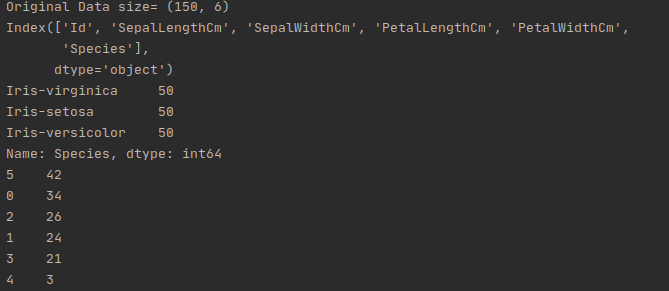 Original Data size= (150, 6)
Index(['Id', 'SepalLengthCm', 'SepalWidthCm', 'PetalLengthCm', 'PetalWidthCm',
       'Species'],
      dtype='object')
Iris-virginica     50
Iris-setosa        50
Iris-versicolor    50
Name: Species, dtype: int64
5    42
0    34
2    26
1    24
3    21
4    3